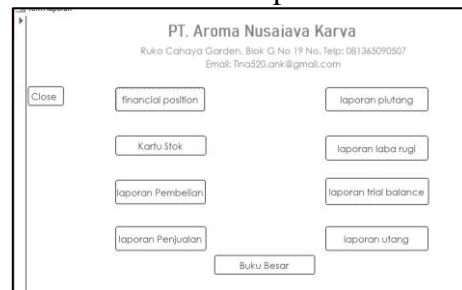 PT. Aroma Nusajaya Karya
Ruko Cahaya Garden, Blok G No 19 No. Telp: 081365090507
Email: Tina520.ank@gmail.com
Close
financial position
laporan piutang
Kartu Stok
laporan laba rugi
laporan Pembelian
laporan trial balance
laporan Penjualan
laporan utang
Buku Besar